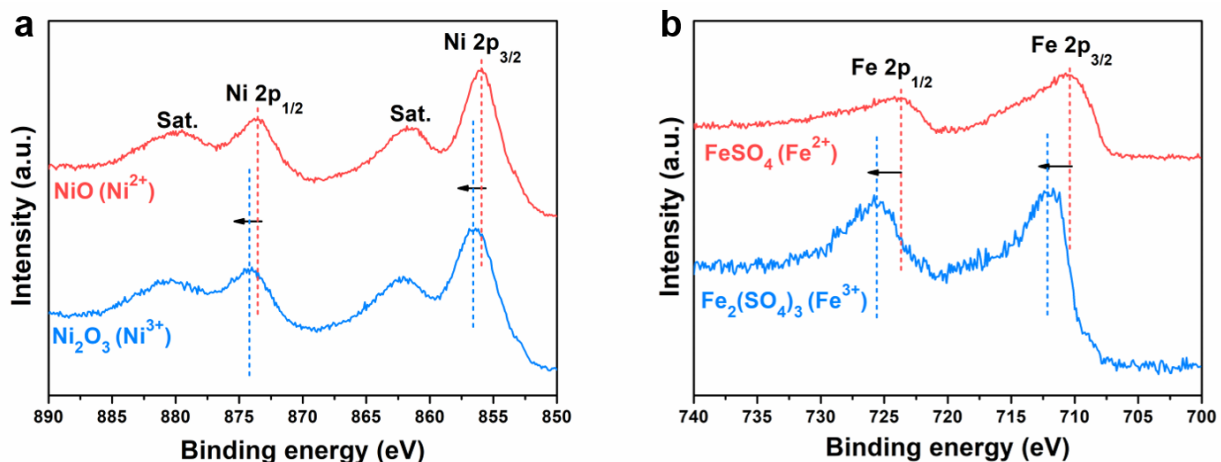 a
Ni 2p3/2
Ni 2p1/2
Sat.
Sat.
NiO (Ni2+)
Ni2O3 (Ni3+)
Intensity (a.u.)
890 880 875 870 865 860 855 850
Binding energy (eV)
b
Fe 2p3/2
Fe 2p1/2
FeSO4 (Fe2+)
Fe2(SO4)3 (Fe3+)
Intensity (a.u.)
740 735 730 725 720 715 710 705 700
Binding energy (eV)